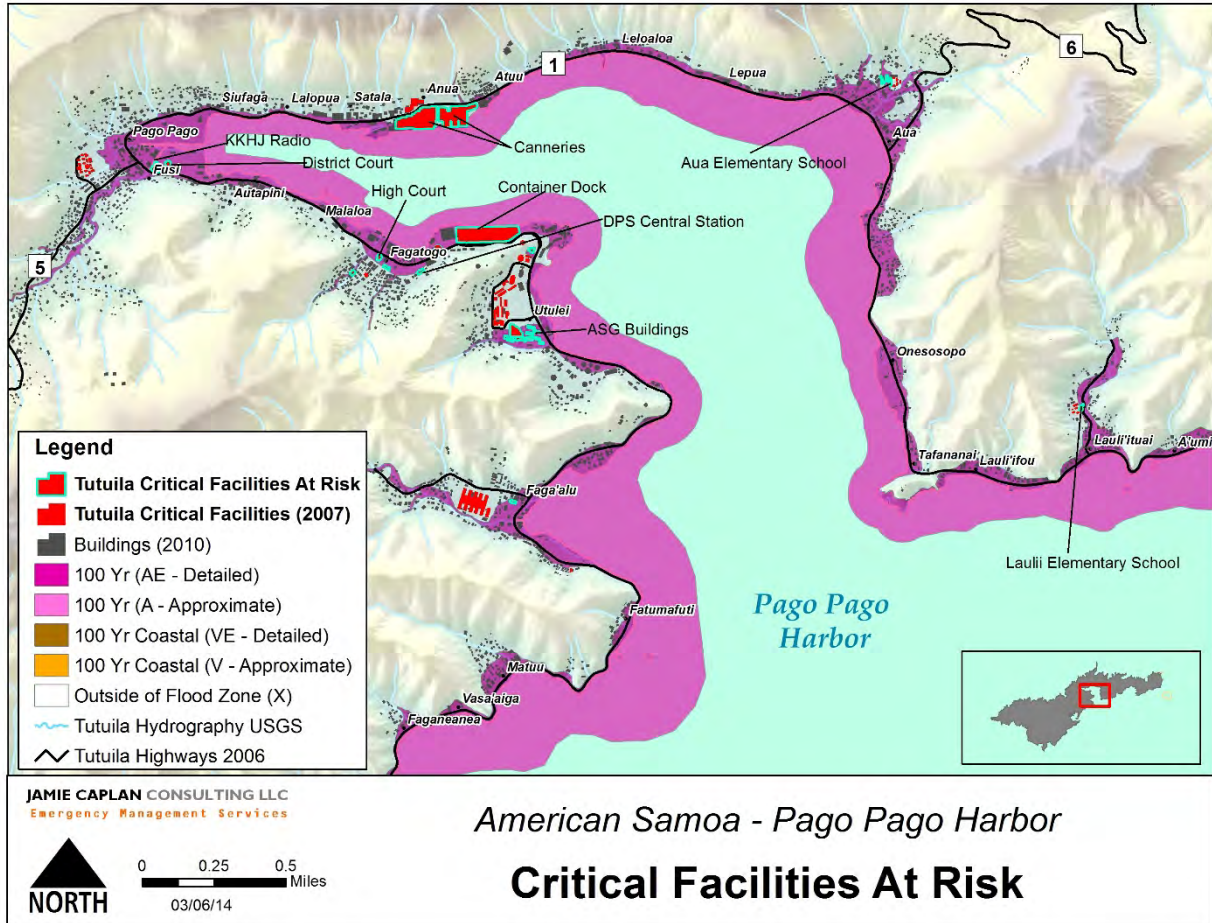 Leloaloa
6
1
Atuu
Lepua
Anua
Satala
Siufaga
Lalopua
Pago Pago
Aua
KKHJ Radio
Canneries
Aua Elementary School
District Court
Fusi
High Court
Container Dock
Autapini
Malaloa
DPS Central Station
Fagatogo
5
Utulei
ASG Buildings
Onesosopo
Lauli'ituai
A'umi
Tafananai
Lauli'ifou
Faga'alu
Laulii Elementary School
Pago Pago
Harbor
Fatumafuti
Matuu
Vasa'aiga
Faganeanea
Legend
Tutuila Critical Facilities At Risk
Tutuila Critical Facilities (2007)
Buildings (2010)
100 Yr (AE - Detailed)
100 Yr (A - Approximate)
100 Yr Coastal (VE - Detailed)
100 Yr Coastal (V - Approximate)
Outside of Flood Zone (X)
Tutuila Hydrography USGS
Tutuila Highways 2006
JAMIE CAPLAN CONSULTING LLC
Emergency Management Services
NORTH
0 0.25 0.5
Miles
03/06/14
American Samoa - Pago Pago Harbor
Critical Facilities At Risk